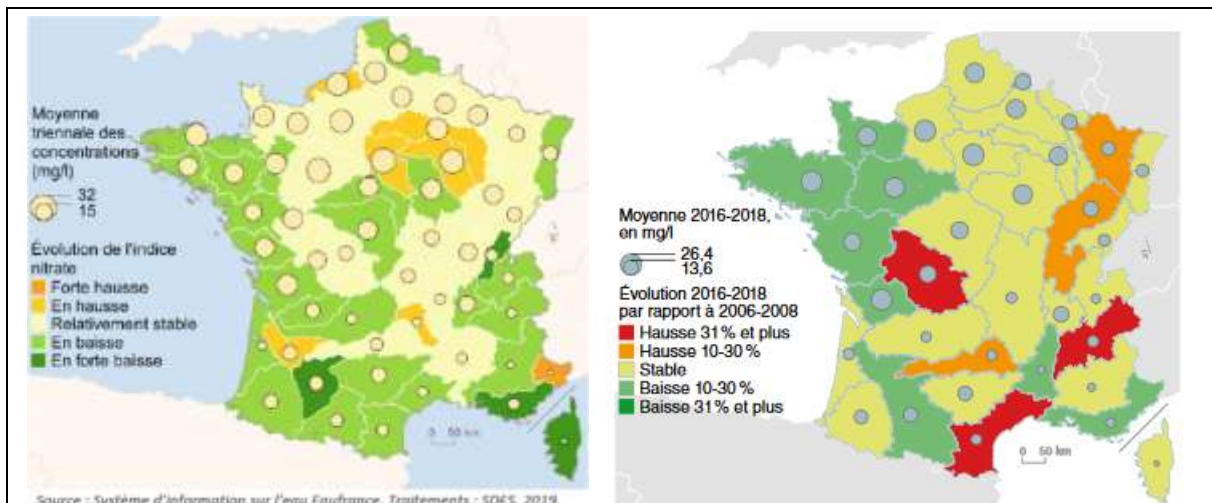 Moyenne
triennale des
concentrations
(mg/l)
32
15
Évolution de l'indice
nitrate
Forte hausse
En hausse
Relativement stable
En baisse
En forte baisse
0 50 km
Source : Système d'information sur l'eau Eaufrance. Traitements : SDES, 2019
Moyenne 2016-2018,
en mg/l
26,4
13,6
Évolution 2016-2018
par rapport à 2006-2008
Hausse 31% et plus
Hausse 10-30 %
Stable
Baisse 10-30 %
Baisse 31% et plus
0 50 km